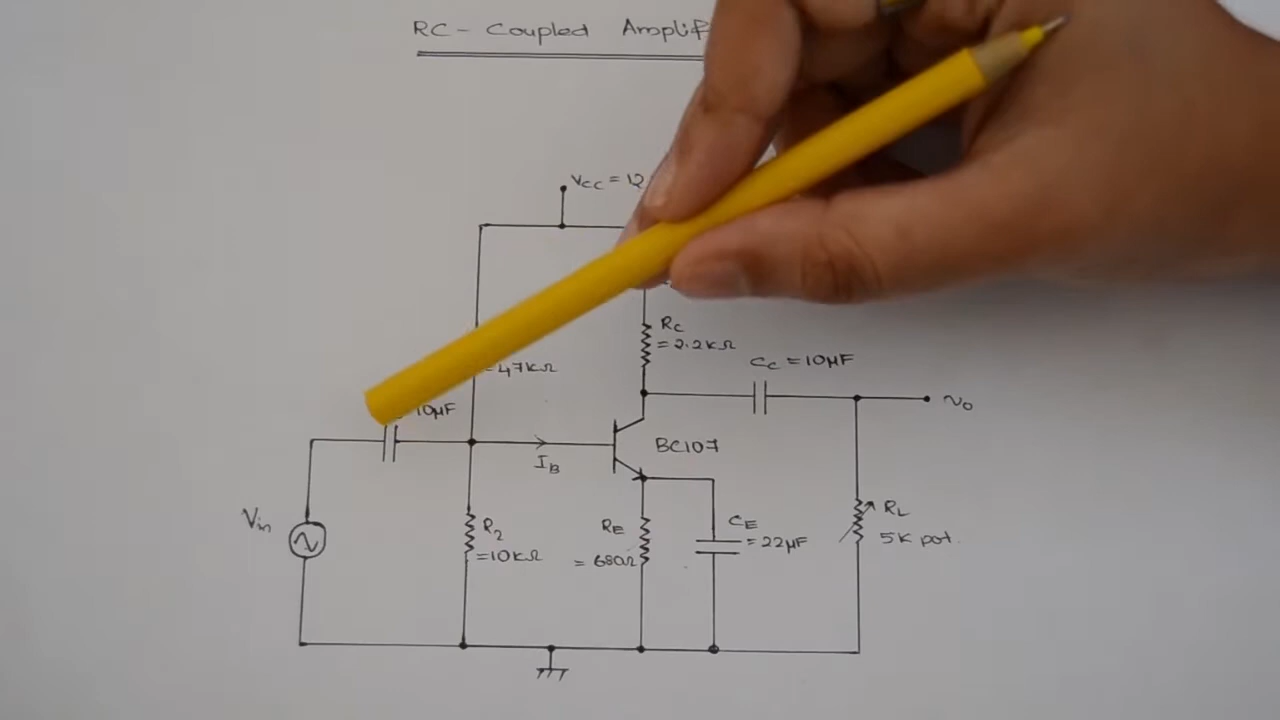 RC - Coupled
VCC = 12
RC
= 2.2KΩ
CC = 10µF
= 47KΩ
10µF
vo
BC107
IB
Vin
R2
= 10KΩ
RE
= 680Ω
CE
= 22µF
RL
5K pot.